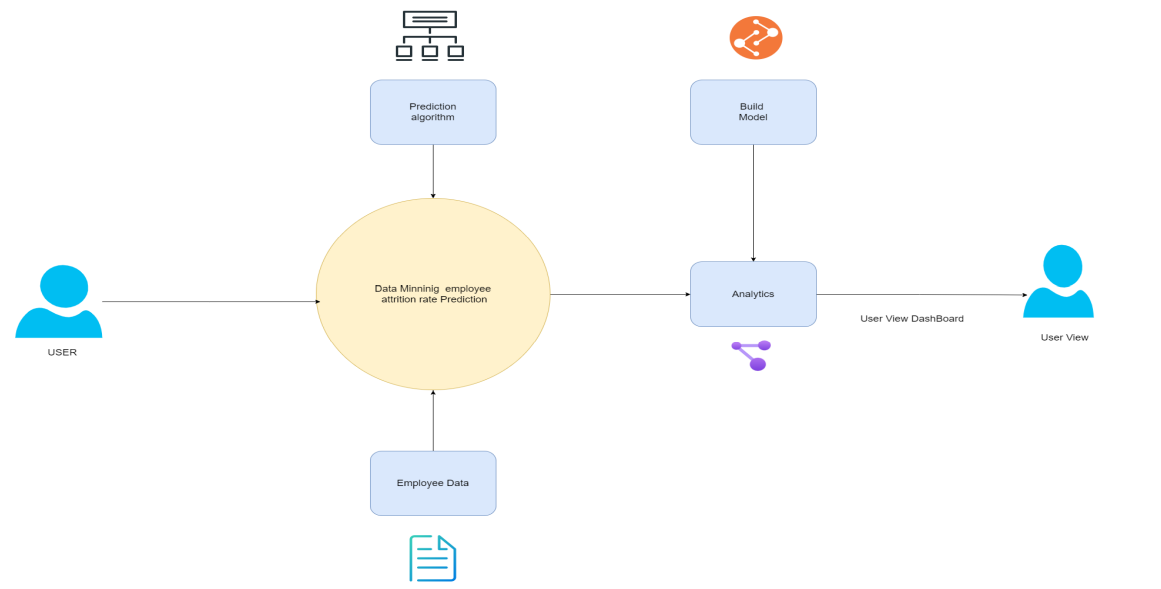 Prediction
algorithm
Build
Model
Data Minninig  employee
attrition rate Prediction
Analytics
User View DashBoard
User View
USER
Employee Data